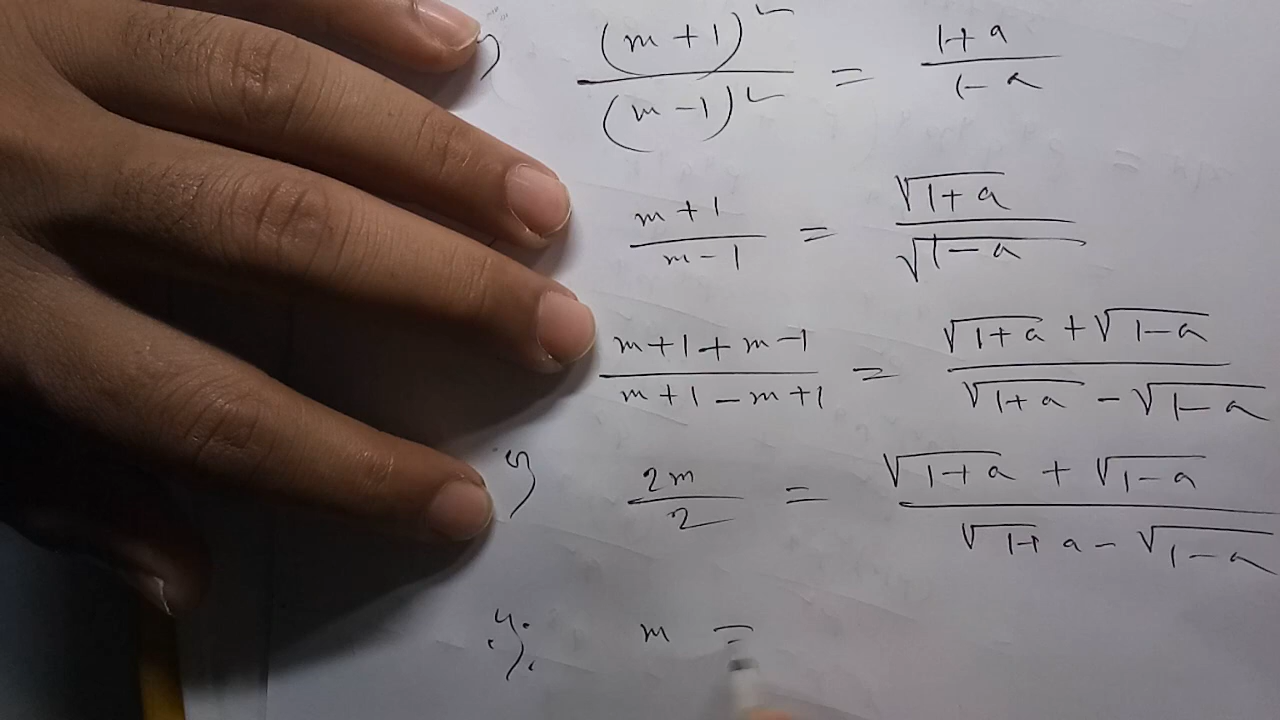 (m+1)² / (m-1)² = 1+a / 1-a
m+1 / m-1 = √1+a / √1-a
m+1+m-1 / m+1-m+1 = √1+a + √1-a / √1+a - √1-a
2m / 2 = √1+a + √1-a / √1+a - √1-a
m =